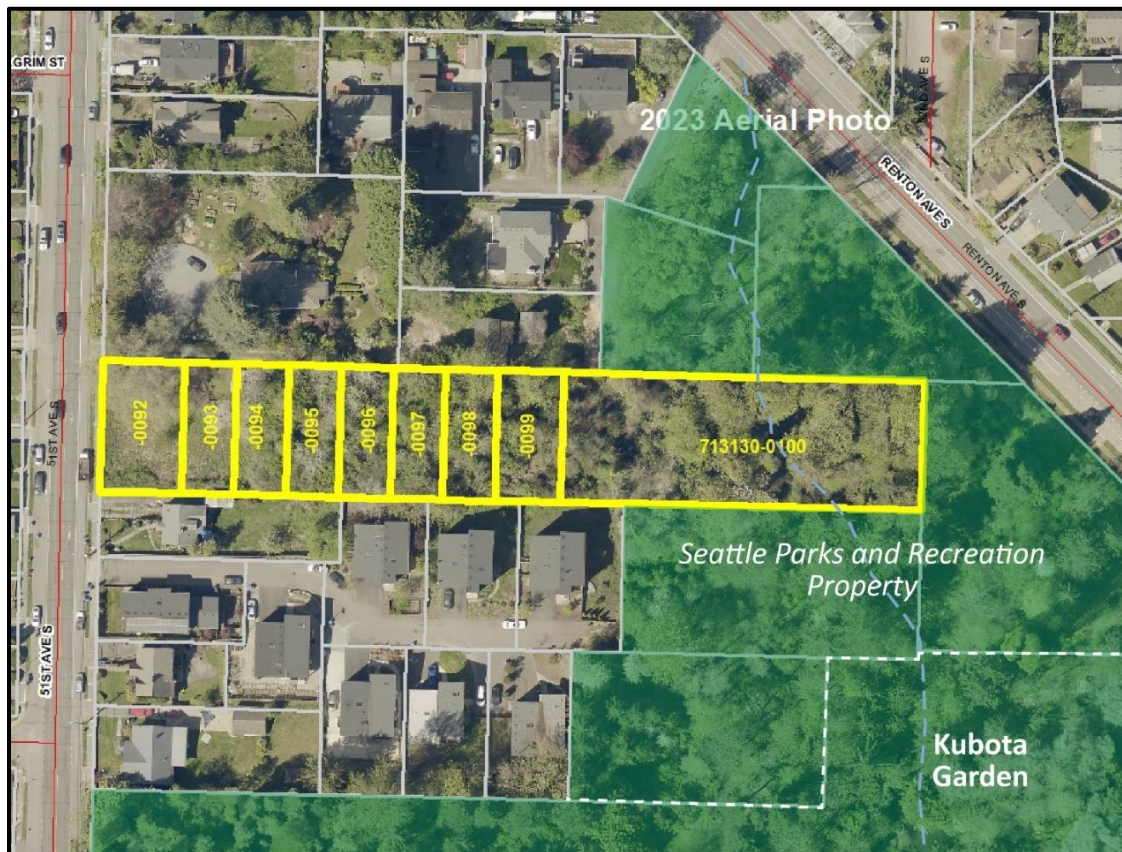 GRIM ST
2023 Aerial Photo
RENTON AVE S
RENTON AVE S
51ST AVE S
-0092
-0093
-0094
-0095
-0096
-0097
-0098
-0099
713130-0100
Seattle Parks and Recreation
Property
51ST AVE S
Kubota
Garden